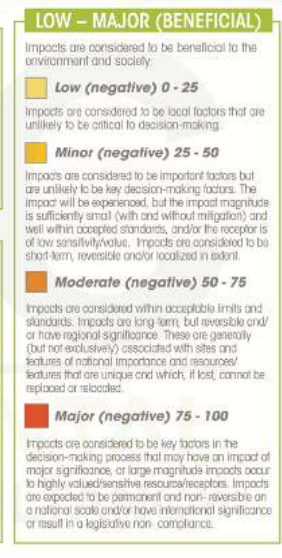 LOW – MAJOR (BENEFICIAL)
Impacts are considered to be beneficial to the
environment and society:
Low (negative) 0 - 25
Impacts are considered to be local factors that are
unlikely to be critical to decision-making.
Minor (negative) 25 - 50
Impacts are considered to be important factors but
are unlikely to be key decision-making factors. The
impact will be experienced, but the impact magnitude
is sufficiently small (with and without mitigation) and
well within accepted standards, and/or the receptor is
of low sensitivity/value. Impacts are considered to be
short-term, reversible and/or localized in extent.
Moderate (negative) 50 - 75
Impacts are considered within acceptable limits and
standards. Impacts are long-term, but reversible and/
or have regional significance. These are generally
(but not exclusively) associated with sites and
features of national importance and resources/
features that are unique and which, if lost, cannot be
replaced or relocated.
Major (negative) 75 - 100
Impacts are considered to be key factors in the
decision-making process that may have an impact of
major significance, or large magnitude impacts occur
to highly valued/sensitive resource/receptors. Impacts
are expected to be permanent and non- reversible on
a national scale and/or have international significance
or result in a legislative non- compliance.